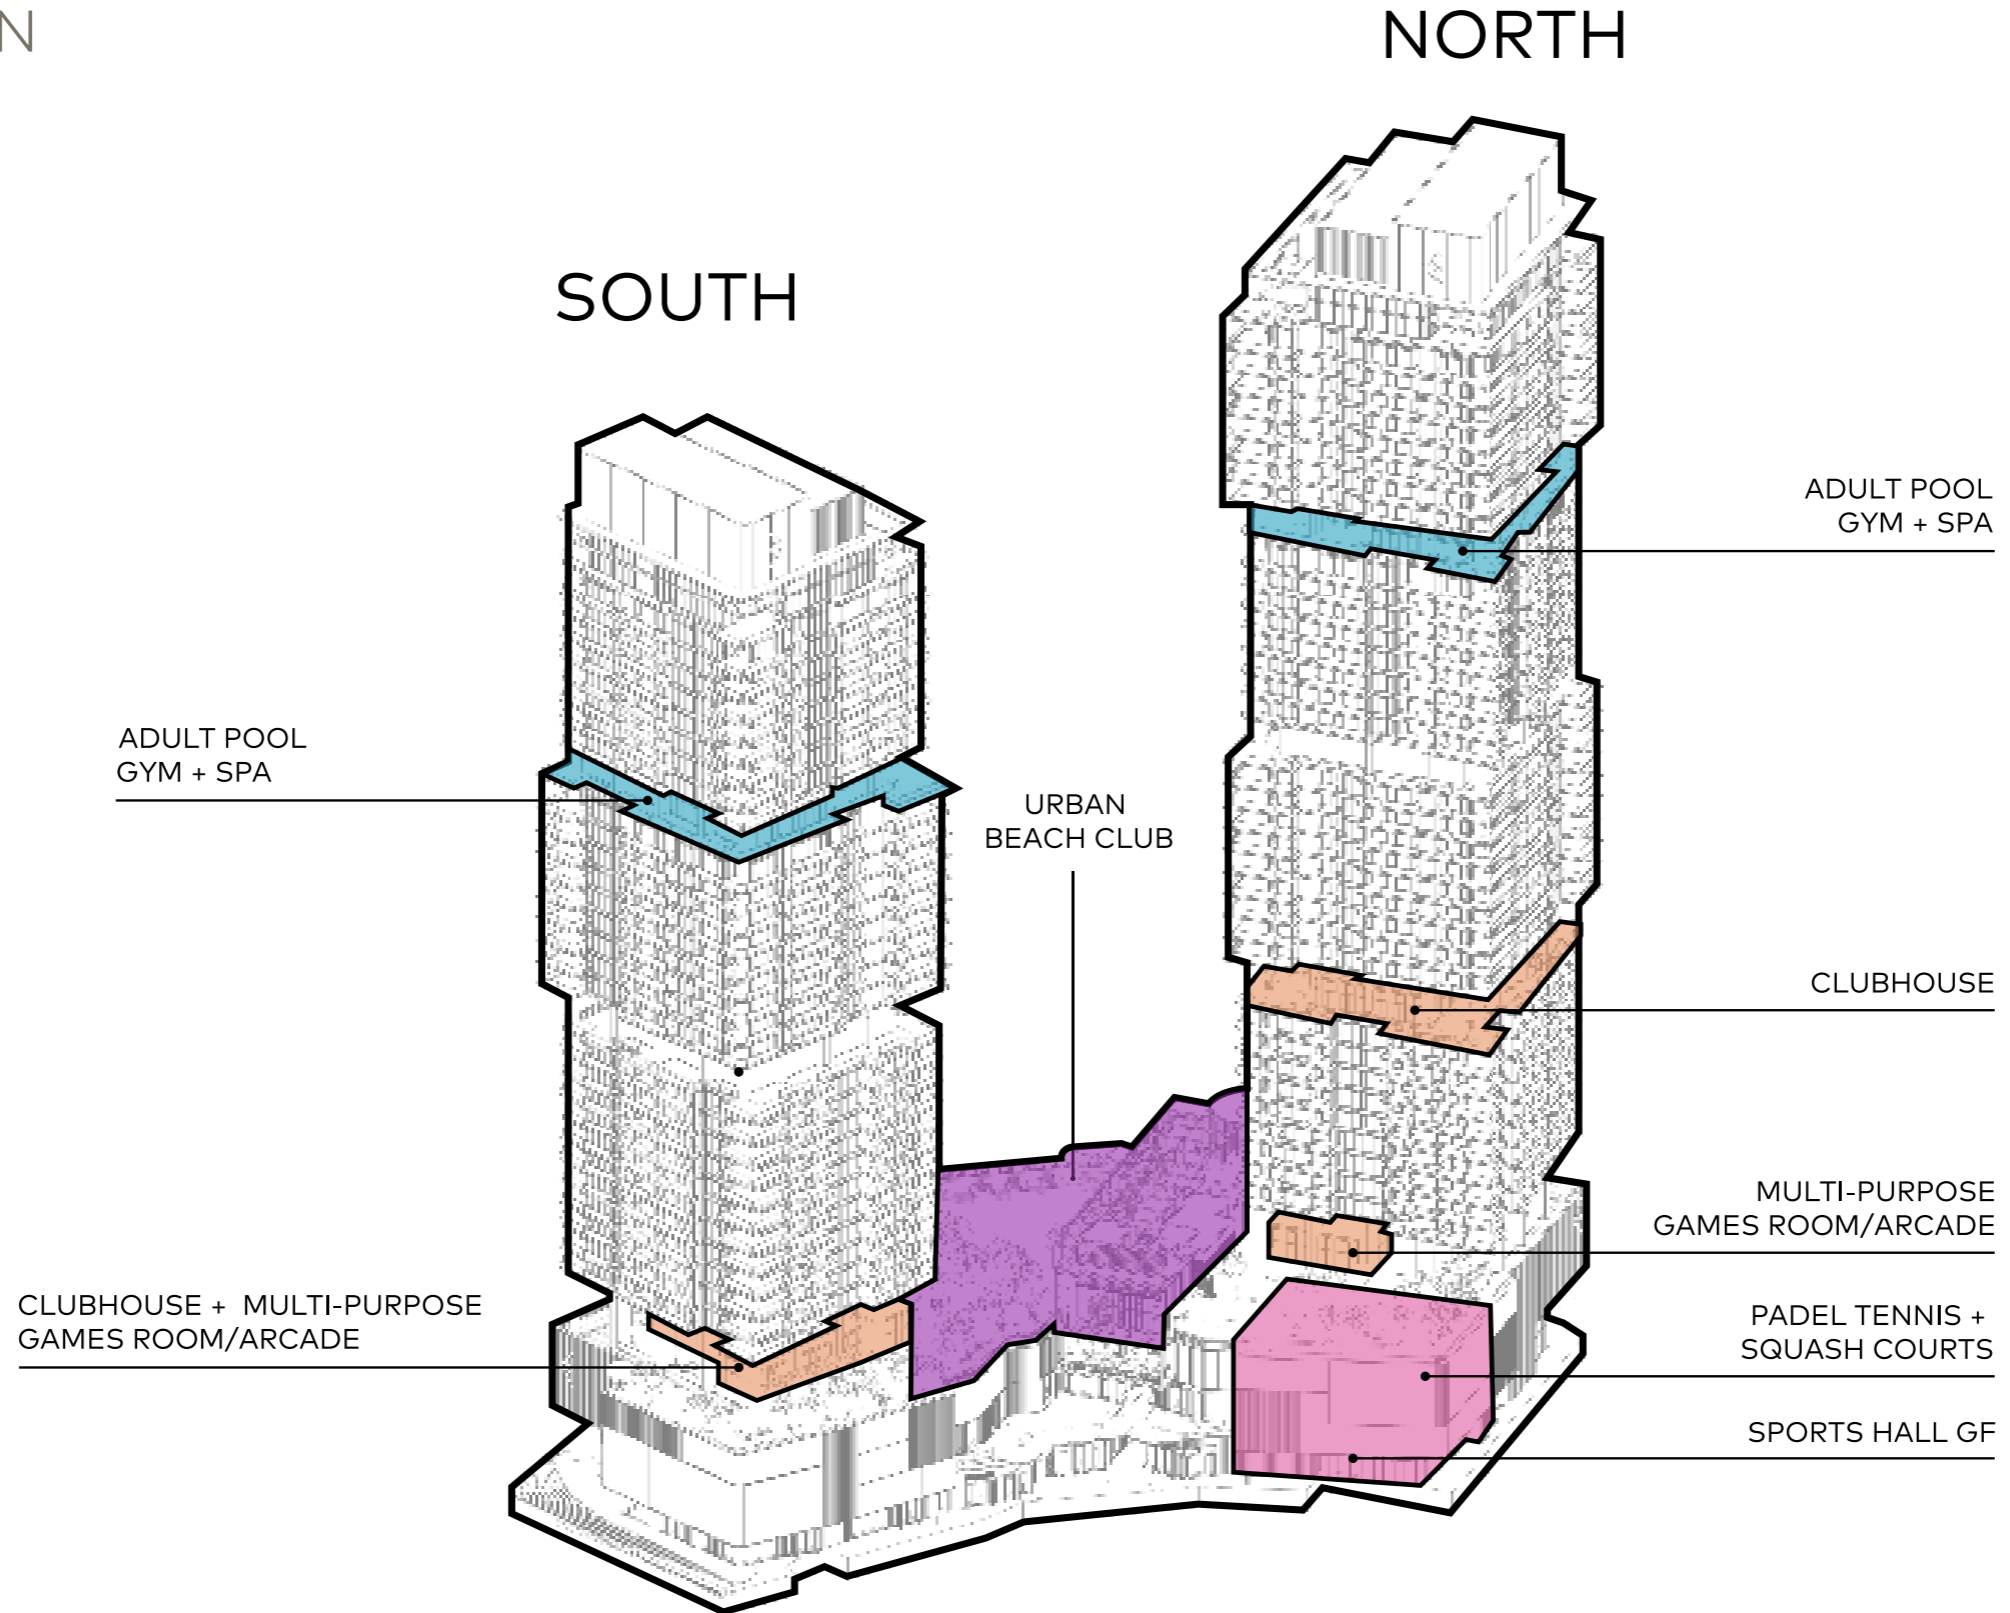 N
NORTH
SOUTH
ADULT POOL
GYM + SPA
ADULT POOL
GYM + SPA
URBAN
BEACH CLUB
CLUBHOUSE
MULTI-PURPOSE
GAMES ROOM/ARCADE
CLUBHOUSE + MULTI-PURPOSE
GAMES ROOM/ARCADE
PADEL TENNIS +
SQUASH COURTS
SPORTS HALL GF